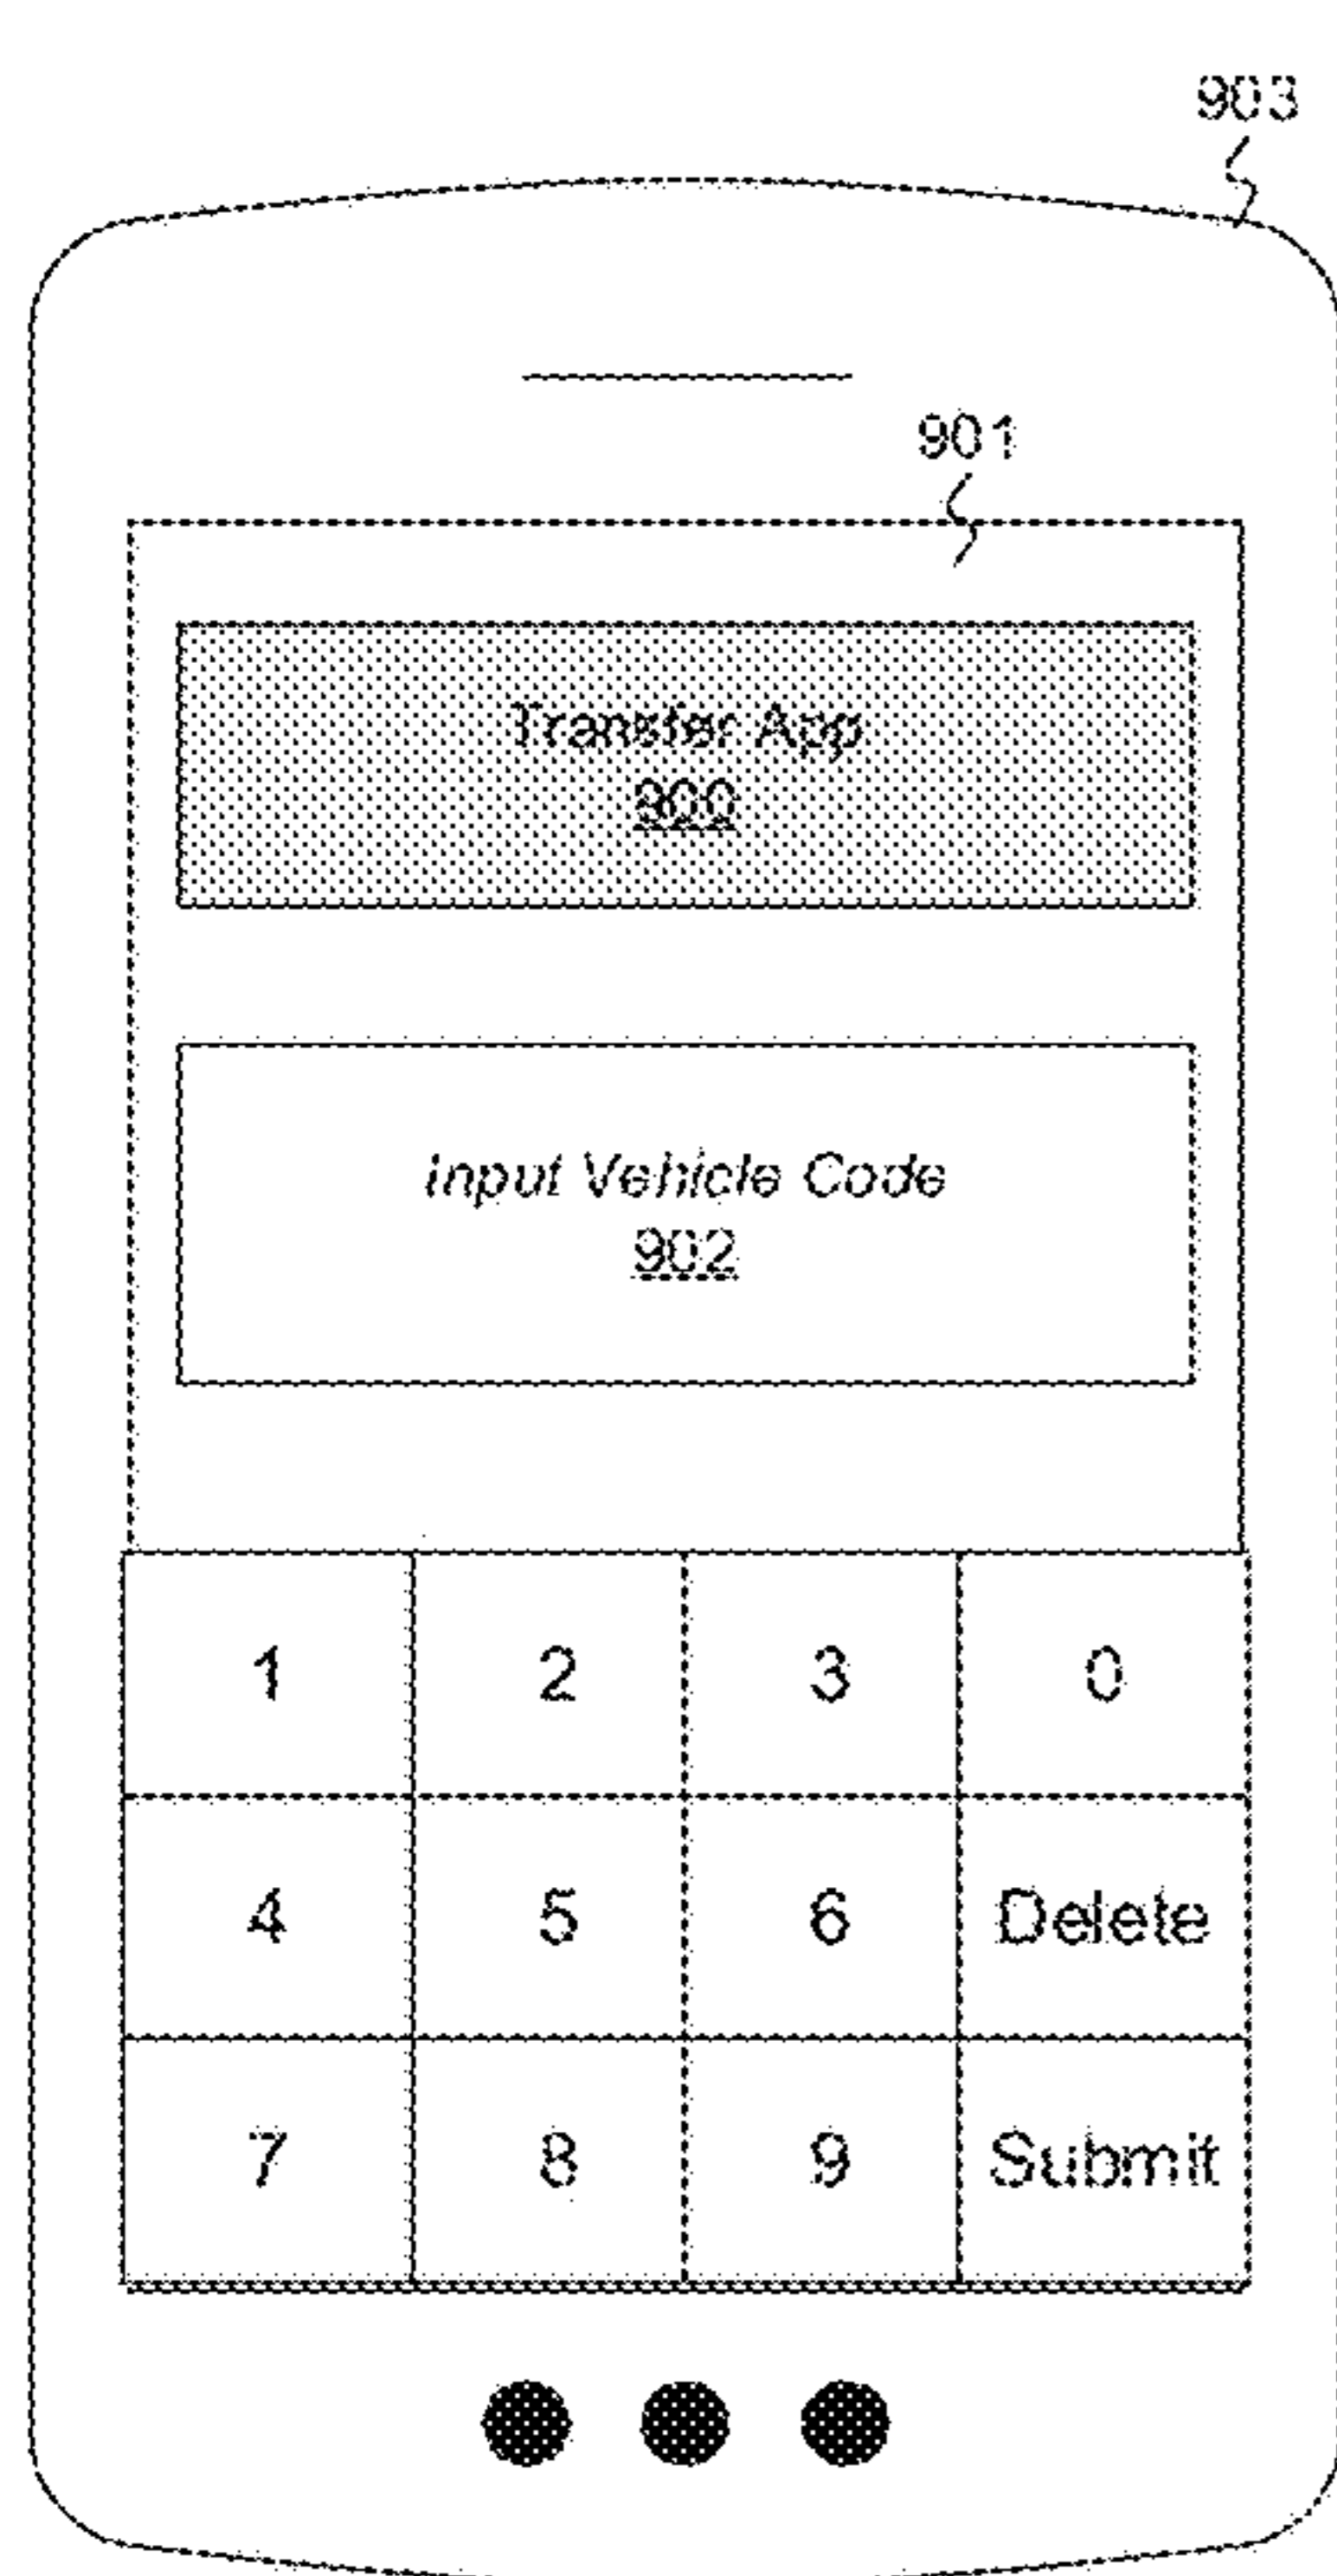 903
901
Transfer App
900
Input Vehicle Code
902
1 2 3 0
4 5 6 Delete
7 8 9 Submit